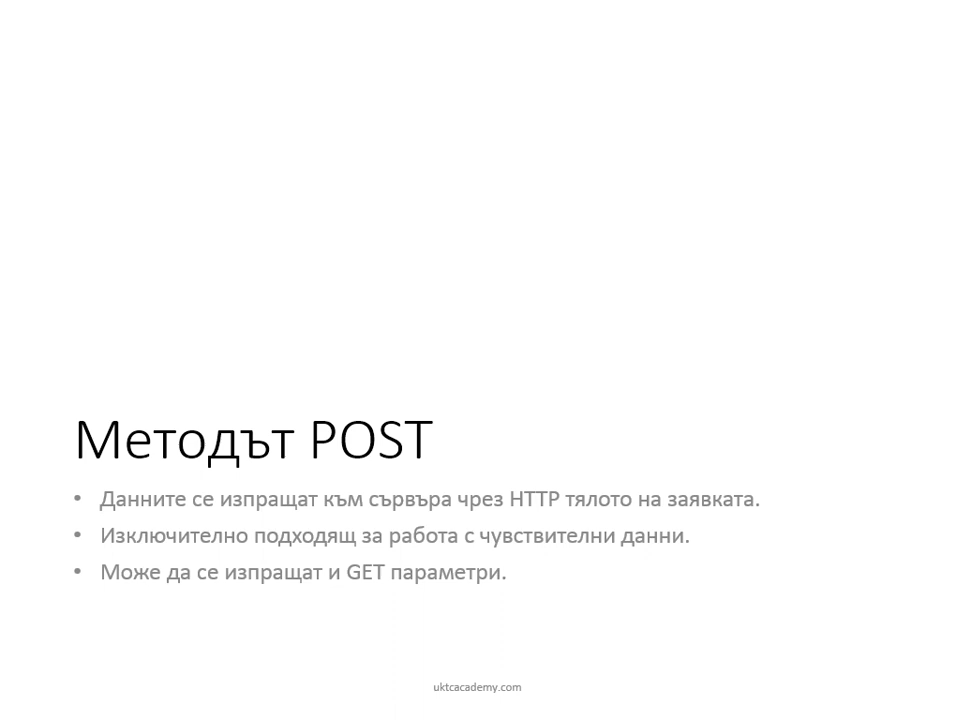 Методът POST
• Данните се изпращат към сървъра чрез HTTP тялото на заявката.
• Изключително подходящ за работа с чувствителни данни.
• Може да се изпращат и GET параметри.
uktcacademy.com